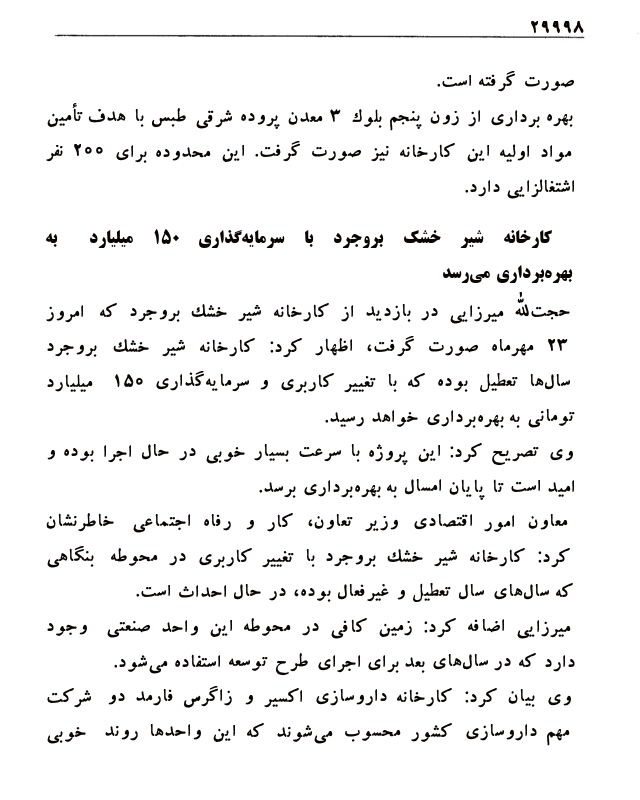 ۲۹۹۹۸
صورت گرفته است.
بهره برداری از زون پنجم بلوك ۳ معدن پروده شرقی طبس با هدف تأمین
مواد اولیه این کارخانه نیز صورت گرفت. این محدوده برای ۲۰۰ نفر
اشتغالزایی دارد.
کارخانه شیر خشک بروجرد با سرمایه‌گذاری ۱۵۰ میلیارد به
بهره‌برداری می‌رسد
حجت‌لله میرزایی در بازدید از کارخانه شیر خشك بروجرد که امروز
۲۳ مهرماه صورت گرفت، اظهار کرد: کارخانه شیر خشك بروجرد
سال‌ها تعطیل بوده که با تغییر کاربری و سرمایه‌گذاری ۱۵۰ میلیارد
تومانی به بهره‌برداری خواهد رسید.
وی تصریح کرد: این پروژه با سرعت بسیار خوبی در حال اجرا بوده و
امید است تا پایان امسال به بهره‌برداری برسد.
معاون امور اقتصادی وزیر تعاون، کار و رفاه اجتماعی خاطرنشان
کرد: کارخانه شیر خشك بروجرد با تغییر کاربری در محوطه بنگاهی
که سال‌های سال تعطیل و غیرفعال بوده، در حال احداث است.
میرزایی اضافه کرد: زمین کافی در محوطه این واحد صنعتی وجود
دارد که در سال‌های بعد برای اجرای طرح توسعه استفاده می‌شود.
وی بیان کرد: کارخانه داروسازی اکسیر و زاگرس فارمد دو شرکت
مهم داروسازی کشور محسوب می‌شوند که این واحدها روند خوبی